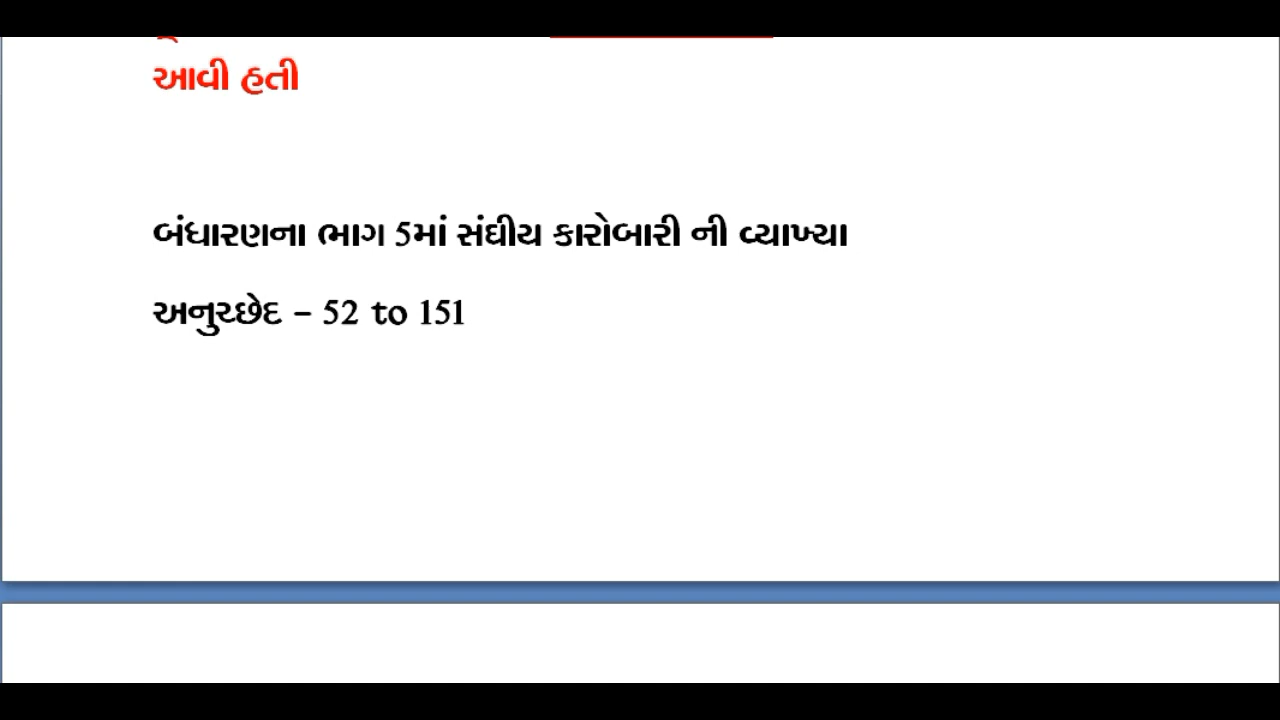 આવી હતી
બંધારણના ભાગ 5માં સંઘીય કારોબારી ની વ્યાખ્યા
અનુચ્છેદ – 52 to 151